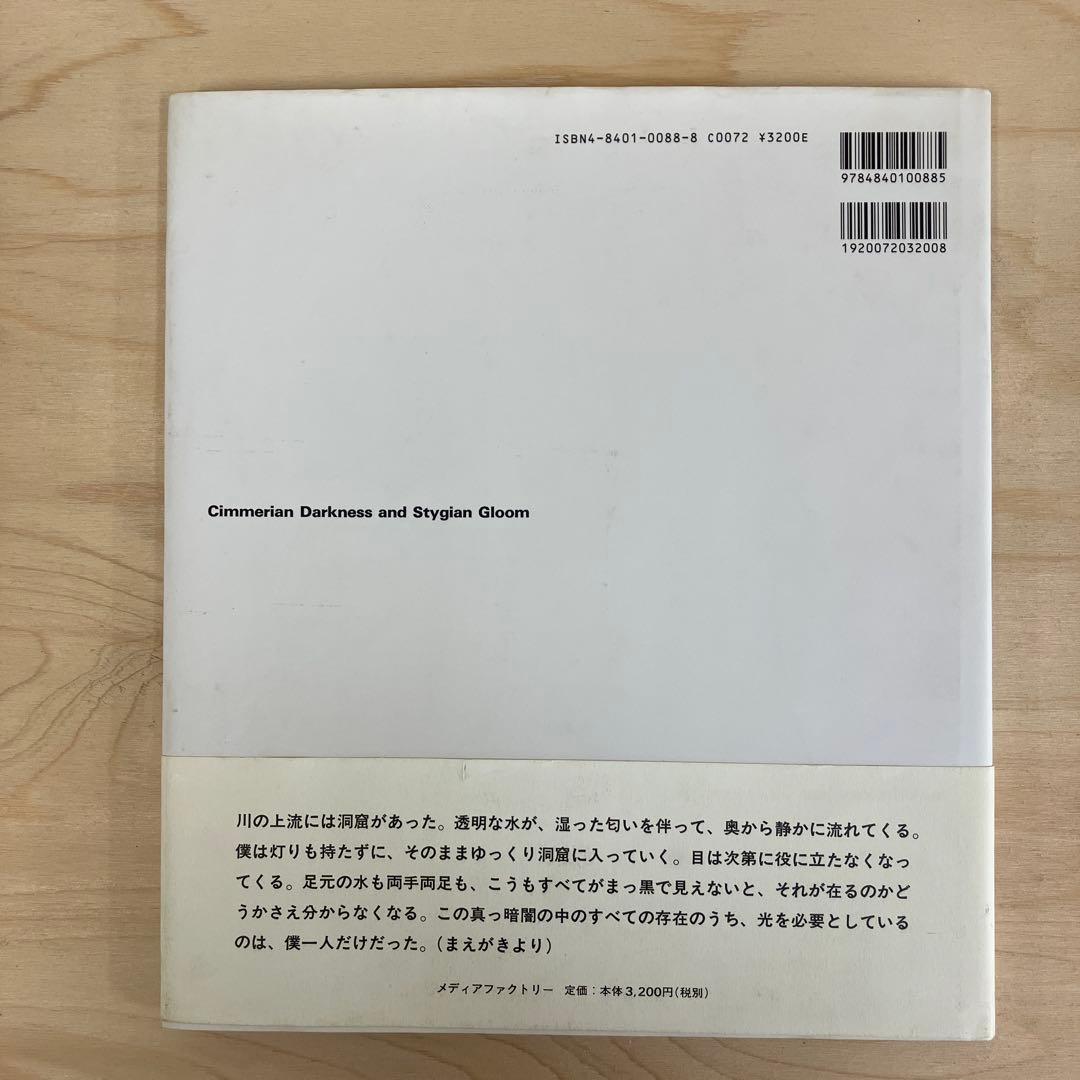 ISBN4-8401-0088-8 C0072 ¥3200E
9784840100885
1920072032008
Cimmerian Darkness and Stygian Gloom
川の上流には洞窟があった。透明な水が、湿った匂いを伴って、奥から静かに流れてくる。
僕は灯りも持たずに、そのままゆっくり洞窟に入っていく。目は次第に役に立たなくなっ
てくる。足元の水も両手両足も、こうもすべてがまっ黒で見えないと、それが在るのかど
うかさえ分からなくなる。この真っ暗闇の中のすべての存在のうち、光を必要としている
のは、僕一人だけだった。(まえがきより)
メディアファクトリー 定価：本体3,200円(税別)